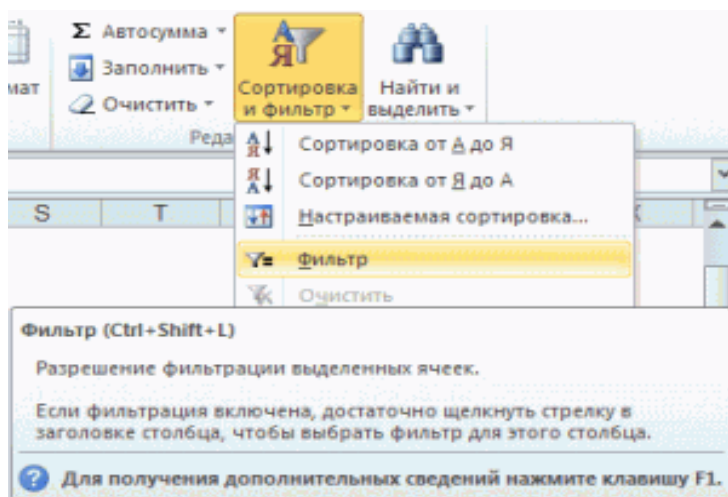 Σ Автосумма
Заполнить
Очистить
мат
Сортировка
и фильтр
Найти и
выделить
Реда
Сортировка от А до Я
Сортировка от Я до А
Настраиваемая сортировка...
Фильтр
Очистить
S T
Фильтр (Ctrl+Shift+L)
Разрешение фильтрации выделенных ячеек.
Если фильтрация включена, достаточно щелкнуть стрелку в
заголовке столбца, чтобы выбрать фильтр для этого столбца.
Для получения дополнительных сведений нажмите клавишу F1.